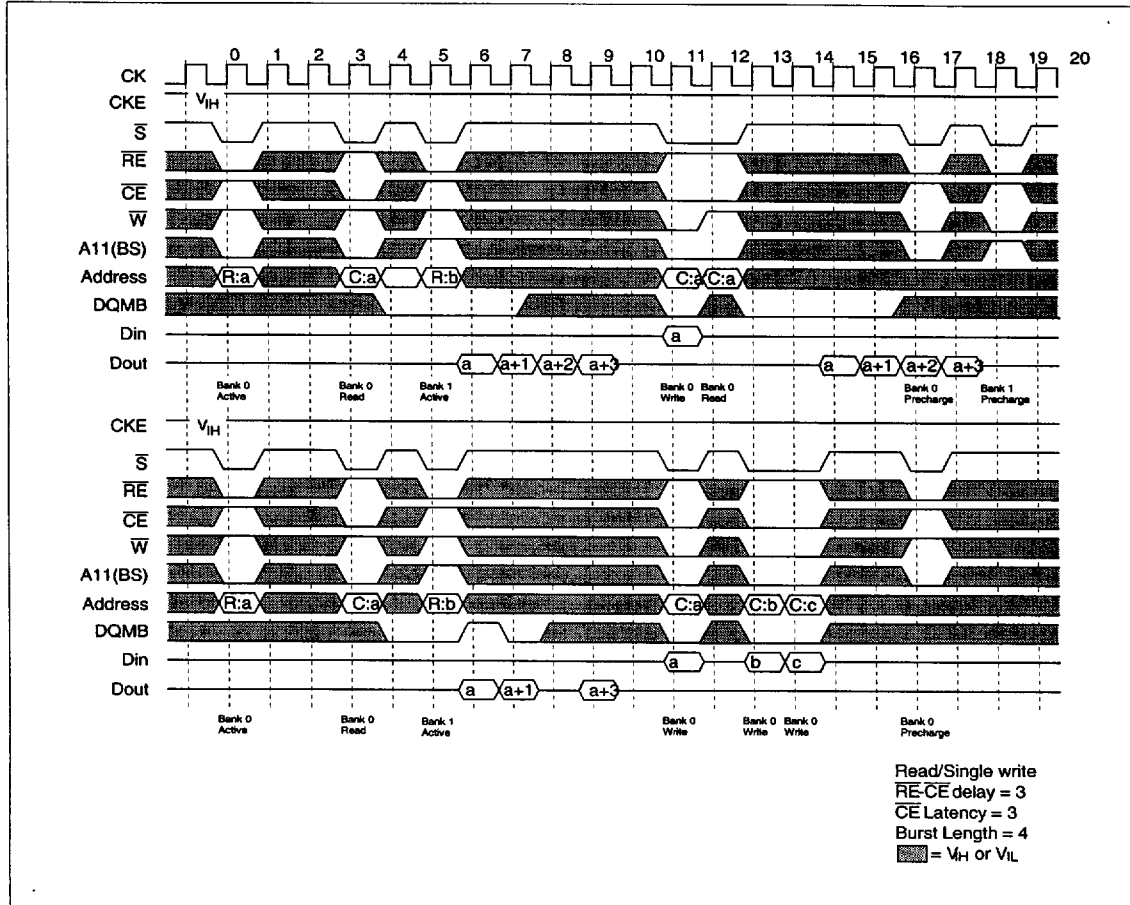 0 1 2 3 4 5 6 7 8 9 10 11 12 13 14 15 16 17 18 19 20
CK
CKE VIH
S
RE
CE
W
A11(BS)
Address R:a C:a R:b C:a C:a
DQMB
Din a
Dout a a+1 a+2 a+3 a a+1 a+2 a+3
Bank 0 Bank 0 Bank 1 Bank 0 Bank 0 Bank 0 Bank 1
Active Read Active Write Read Precharge Precharge
CKE VIH
S
RE
CE
W
A11(BS)
Address R:a C:a R:b C:a C:b C:c
DQMB
Din a b c
Dout a a+1 a+3
Bank 0 Bank 0 Bank 1 Bank 0 Bank 0 Bank 0 Bank 0
Active Read Active Write Write Write Precharge
Read/Single write
RE-CE delay = 3
CE Latency = 3
Burst Length = 4
= VIH or VIL